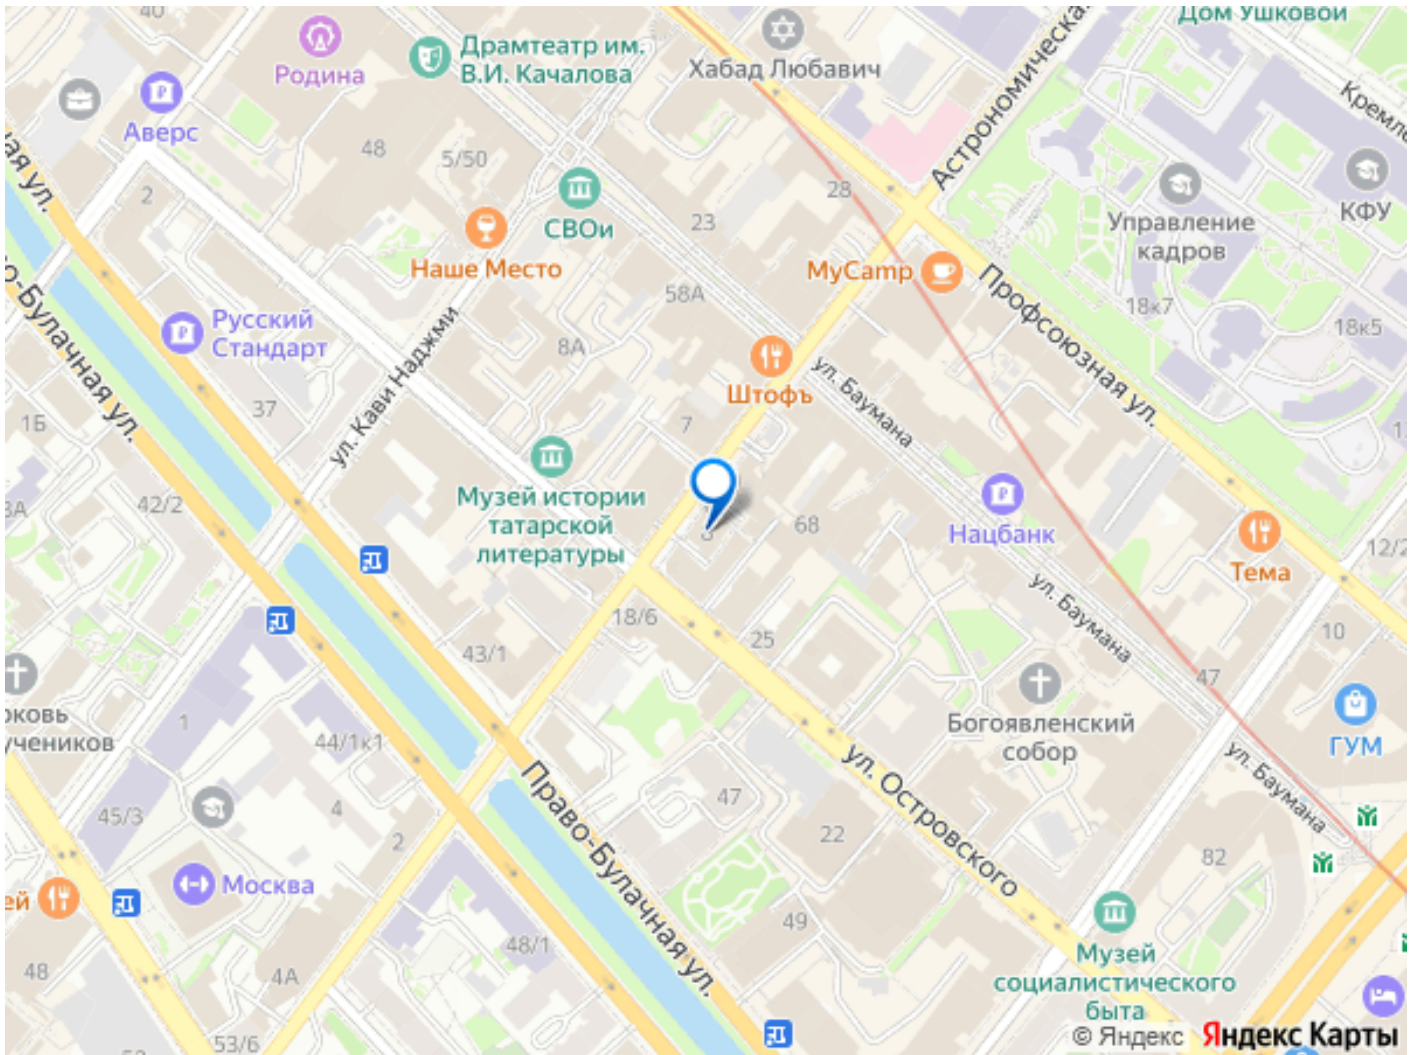 40
Родина
Драмтеатр им.
В.И. Качалова
Хабад Любавич
Дом Ушковой
Астрономическая
Аверс
48
5/50
СВОи
28
23
Управление
кадров
КФУ
2
Наше Место
MyCamp
58А
18к7
18к5
Профсоюзная ул.
Русский
Стандарт
8А
Штофъ
ул. Баумана
ул. Кави Наджми
37
1Б
7
Музей истории
татарской
литературы
42/2
68
Нацбанк
Тема
12/2
ул. Баумана
18/6
25
10
43/1
47
Богоявленский
собор
1
44/1к1
ГУМ
ул. Баумана
ул. Островского
Право-Булачная ул.
45/3
4
2
47
22
82
Москва
49
Музей
социалистического
быта
48/1
48
4А
53/6
© Яндекс Яндекс Карты